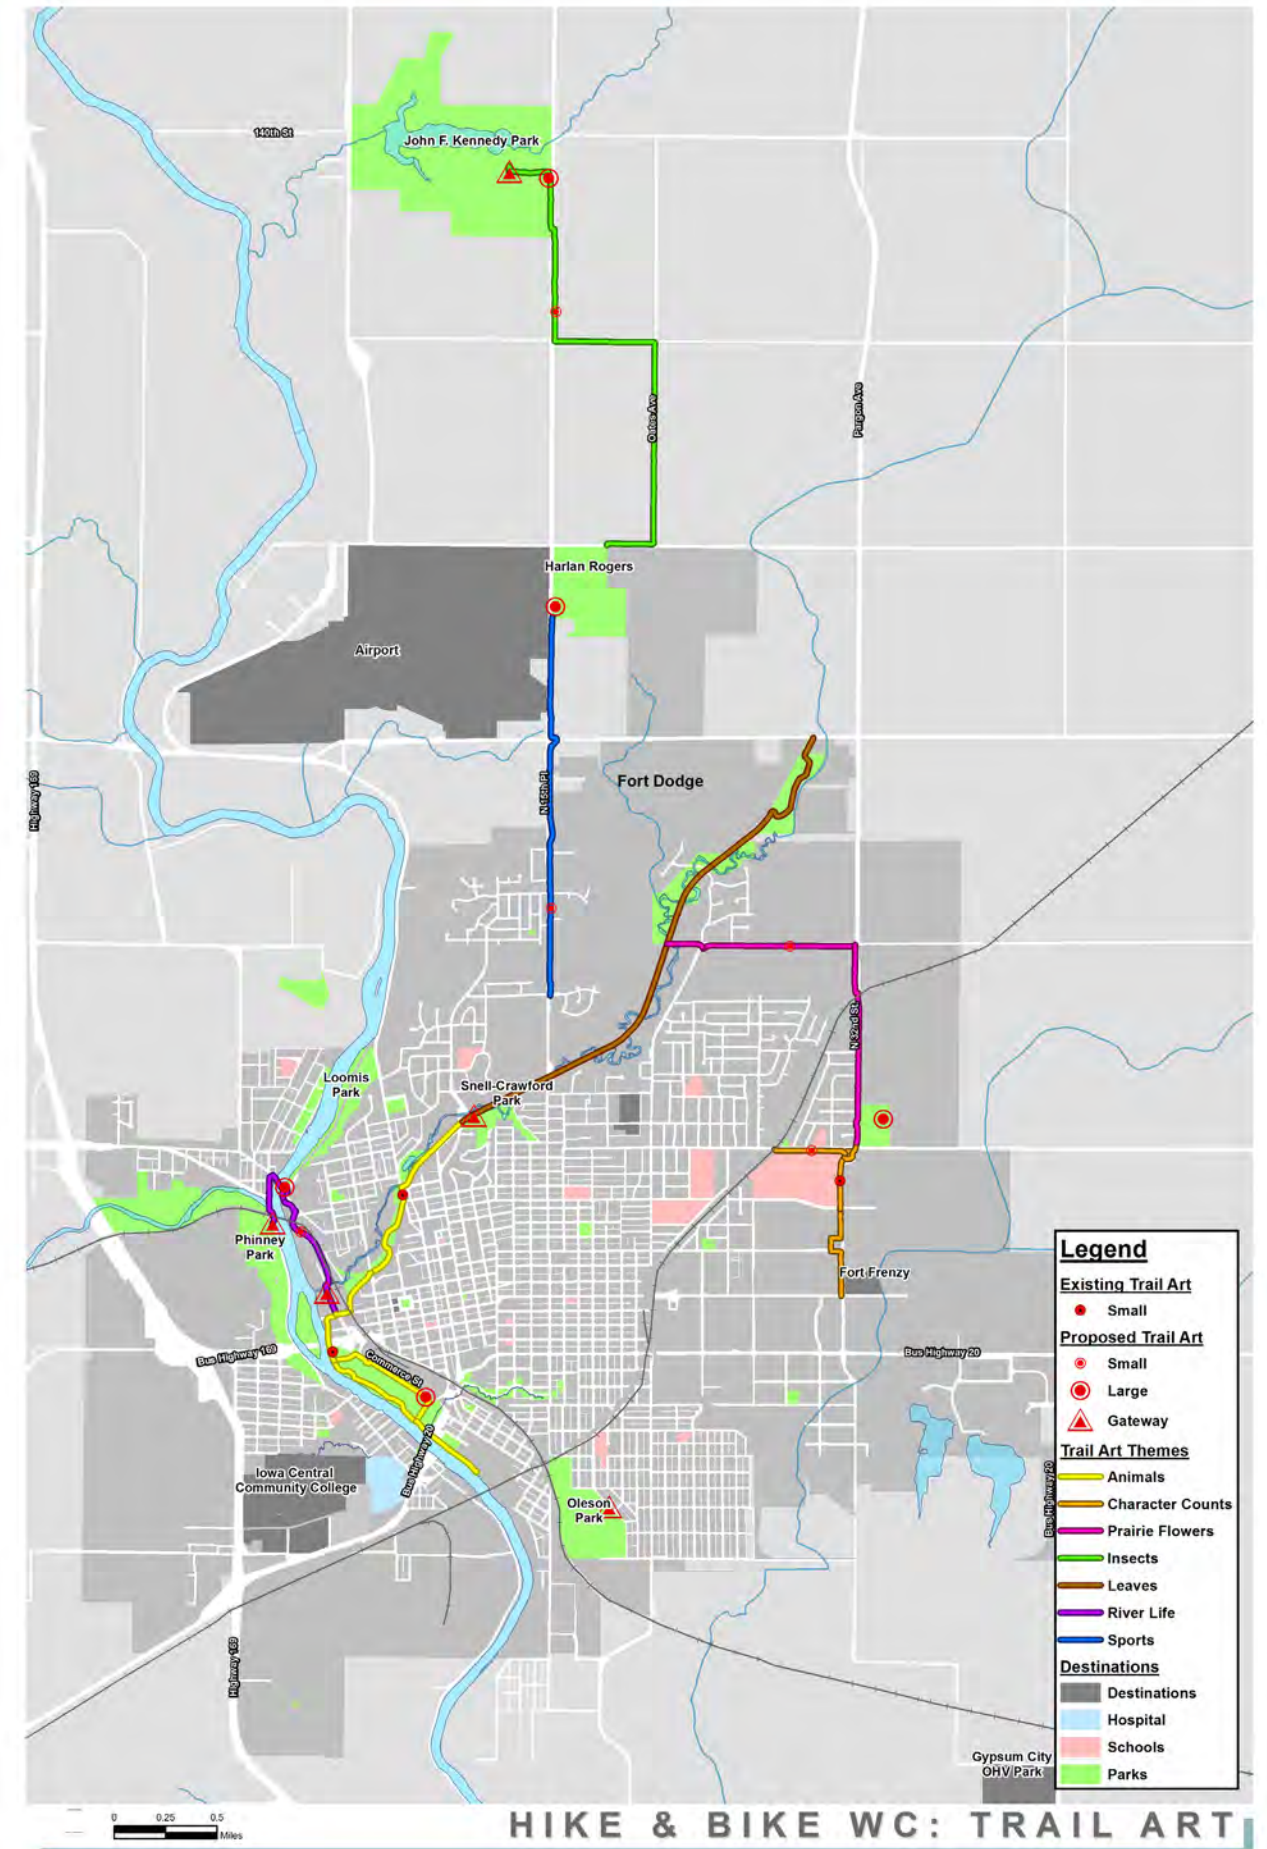 140th St
John F. Kennedy Park
Oates Ave
Paragon Ave
Harlan Rogers
Airport
Highway 169
N 15th Pl
Fort Dodge
N 32nd St
Loomis
Park
Snell-Crawford
Park
Phinney
Park
Fort Frenzy
Bus Highway 169
Commerce St
Bus Highway 20
Bus Highway 20
Iowa Central
Community College
Oleson
Park
Bus Highway 20
Highway 169
Gypsum City
OHV Park
Legend
Existing Trail Art
Small
Proposed Trail Art
Small
Large
Gateway
Trail Art Themes
Animals
Character Counts
Prairie Flowers
Insects
Leaves
River Life
Sports
Destinations
Destinations
Hospital
Schools
Parks
0 0.25 0.5
Miles
HIKE & BIKE WC: TRAIL ART